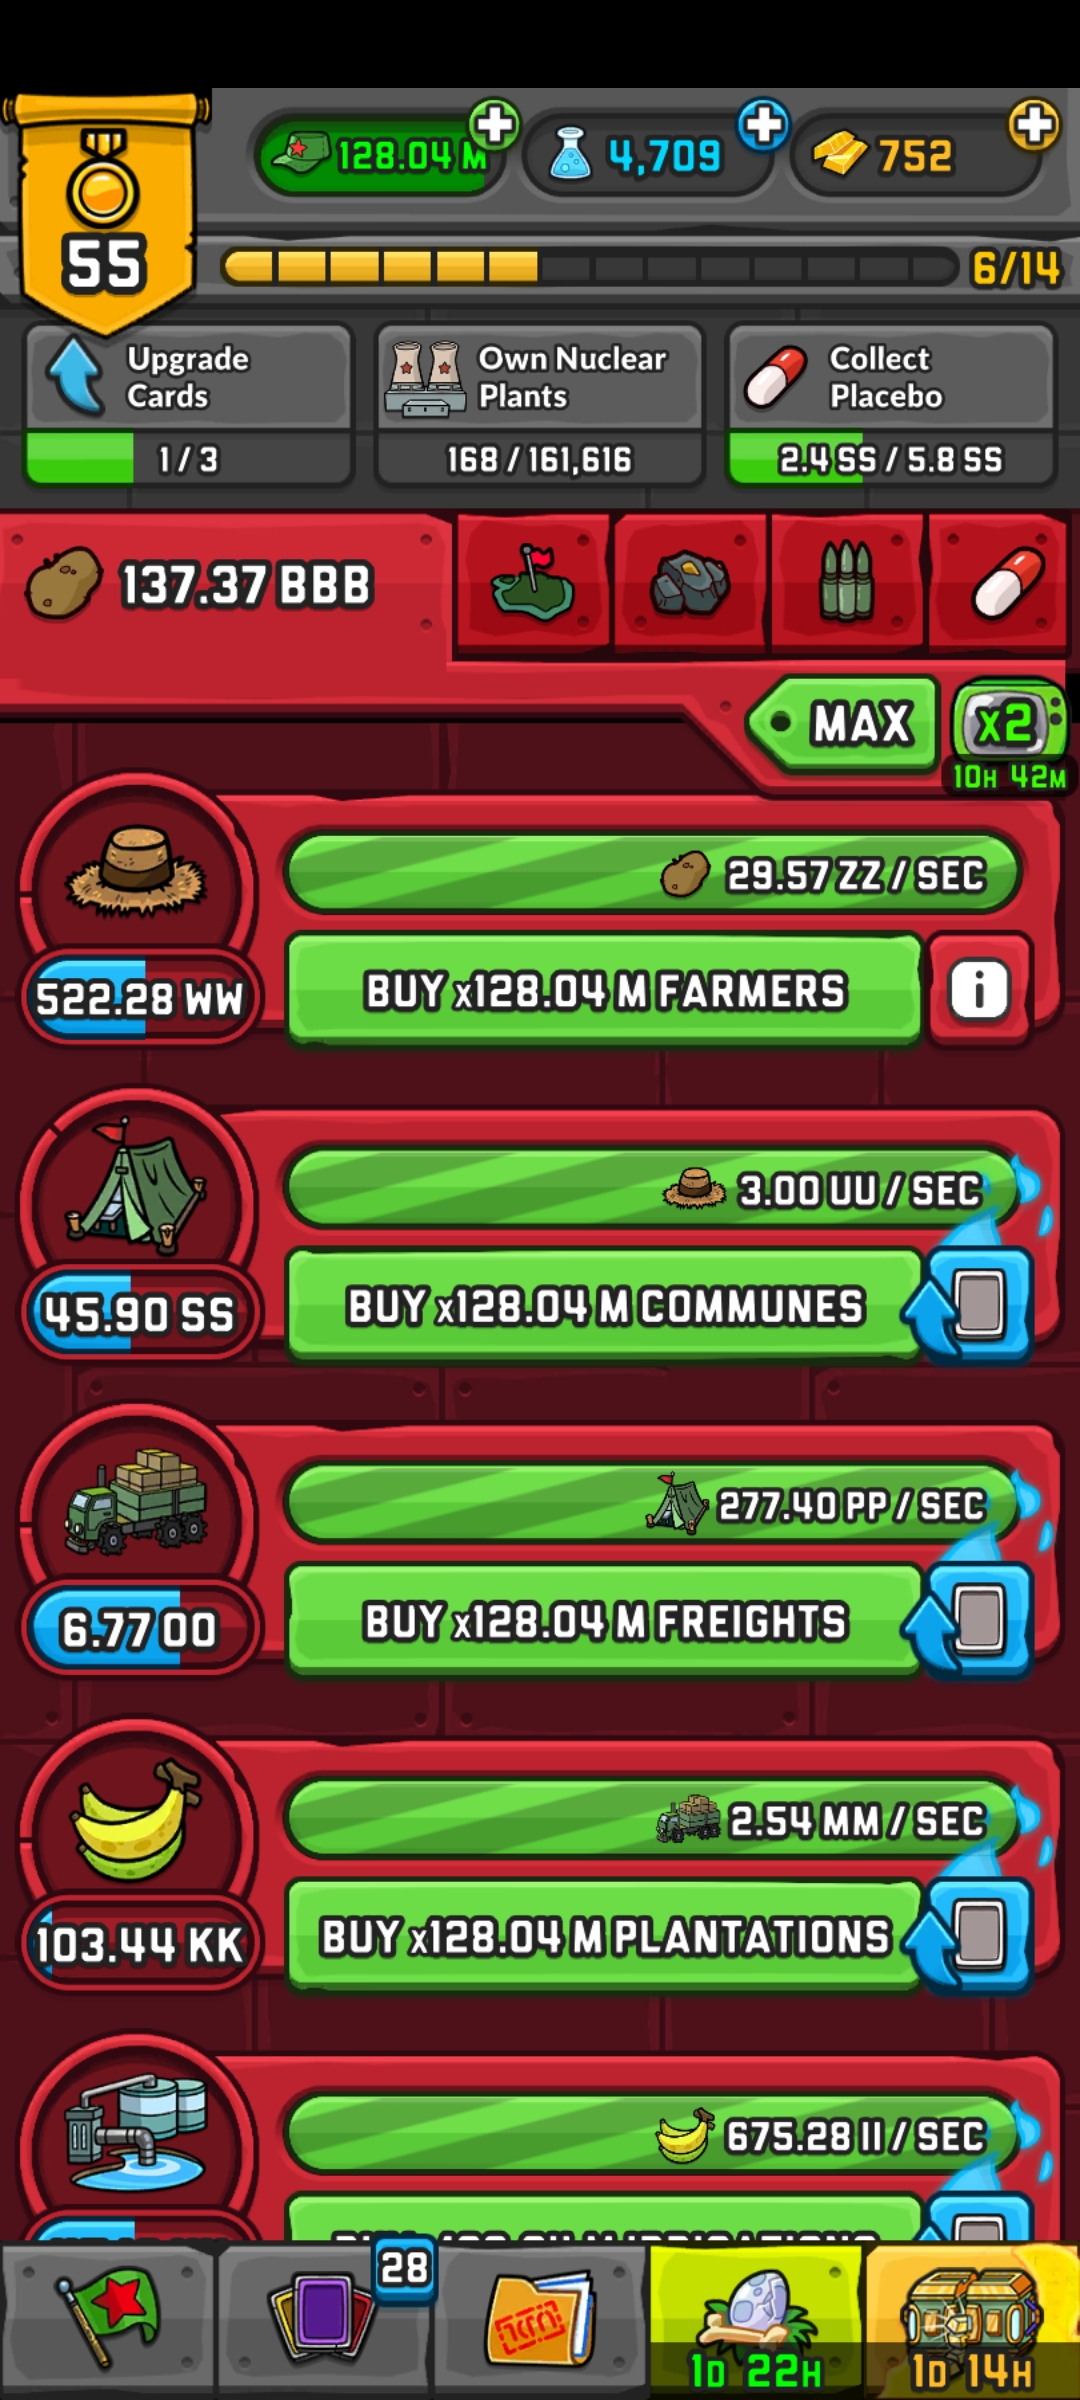 128.04 M
4,709
752
55
6/14
Upgrade
Cards
1 / 3
Own Nuclear
Plants
168 / 161,616
Collect
Placebo
2.4 SS / 5.8 SS
137.37 BBB
MAX
x2
10H 42M
29.57 ZZ / SEC
522.28 WW
BUY x128.04 M FARMERS
i
3.00 UU / SEC
45.90 SS
BUY x128.04 M COMMUNES
277.40 PP / SEC
6.77 OO
BUY x128.04 M FREIGHTS
2.54 MM / SEC
103.44 KK
BUY x128.04 M PLANTATIONS
675.28 II / SEC
28
1D 22H
1D 14H